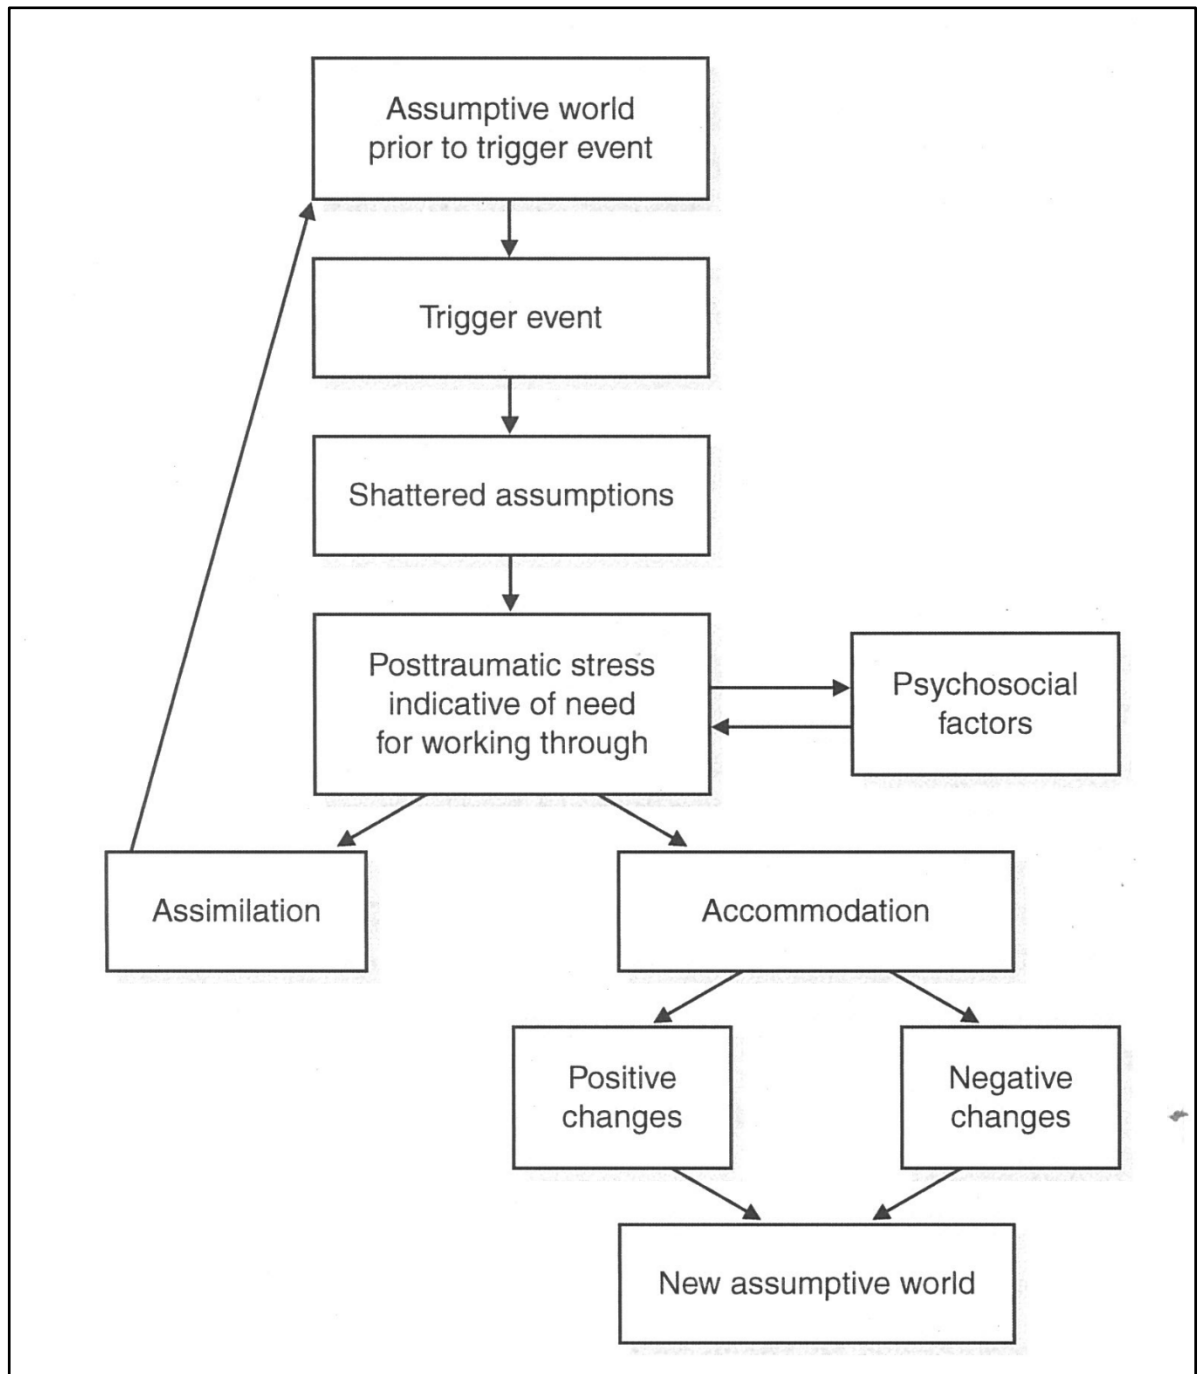 Assumptive world
prior to trigger event
Trigger event
Shattered assumptions
Posttraumatic stress
indicative of need
for working through
Psychosocial
factors
Assimilation
Accommodation
Positive
changes
Negative
changes
New assumptive world